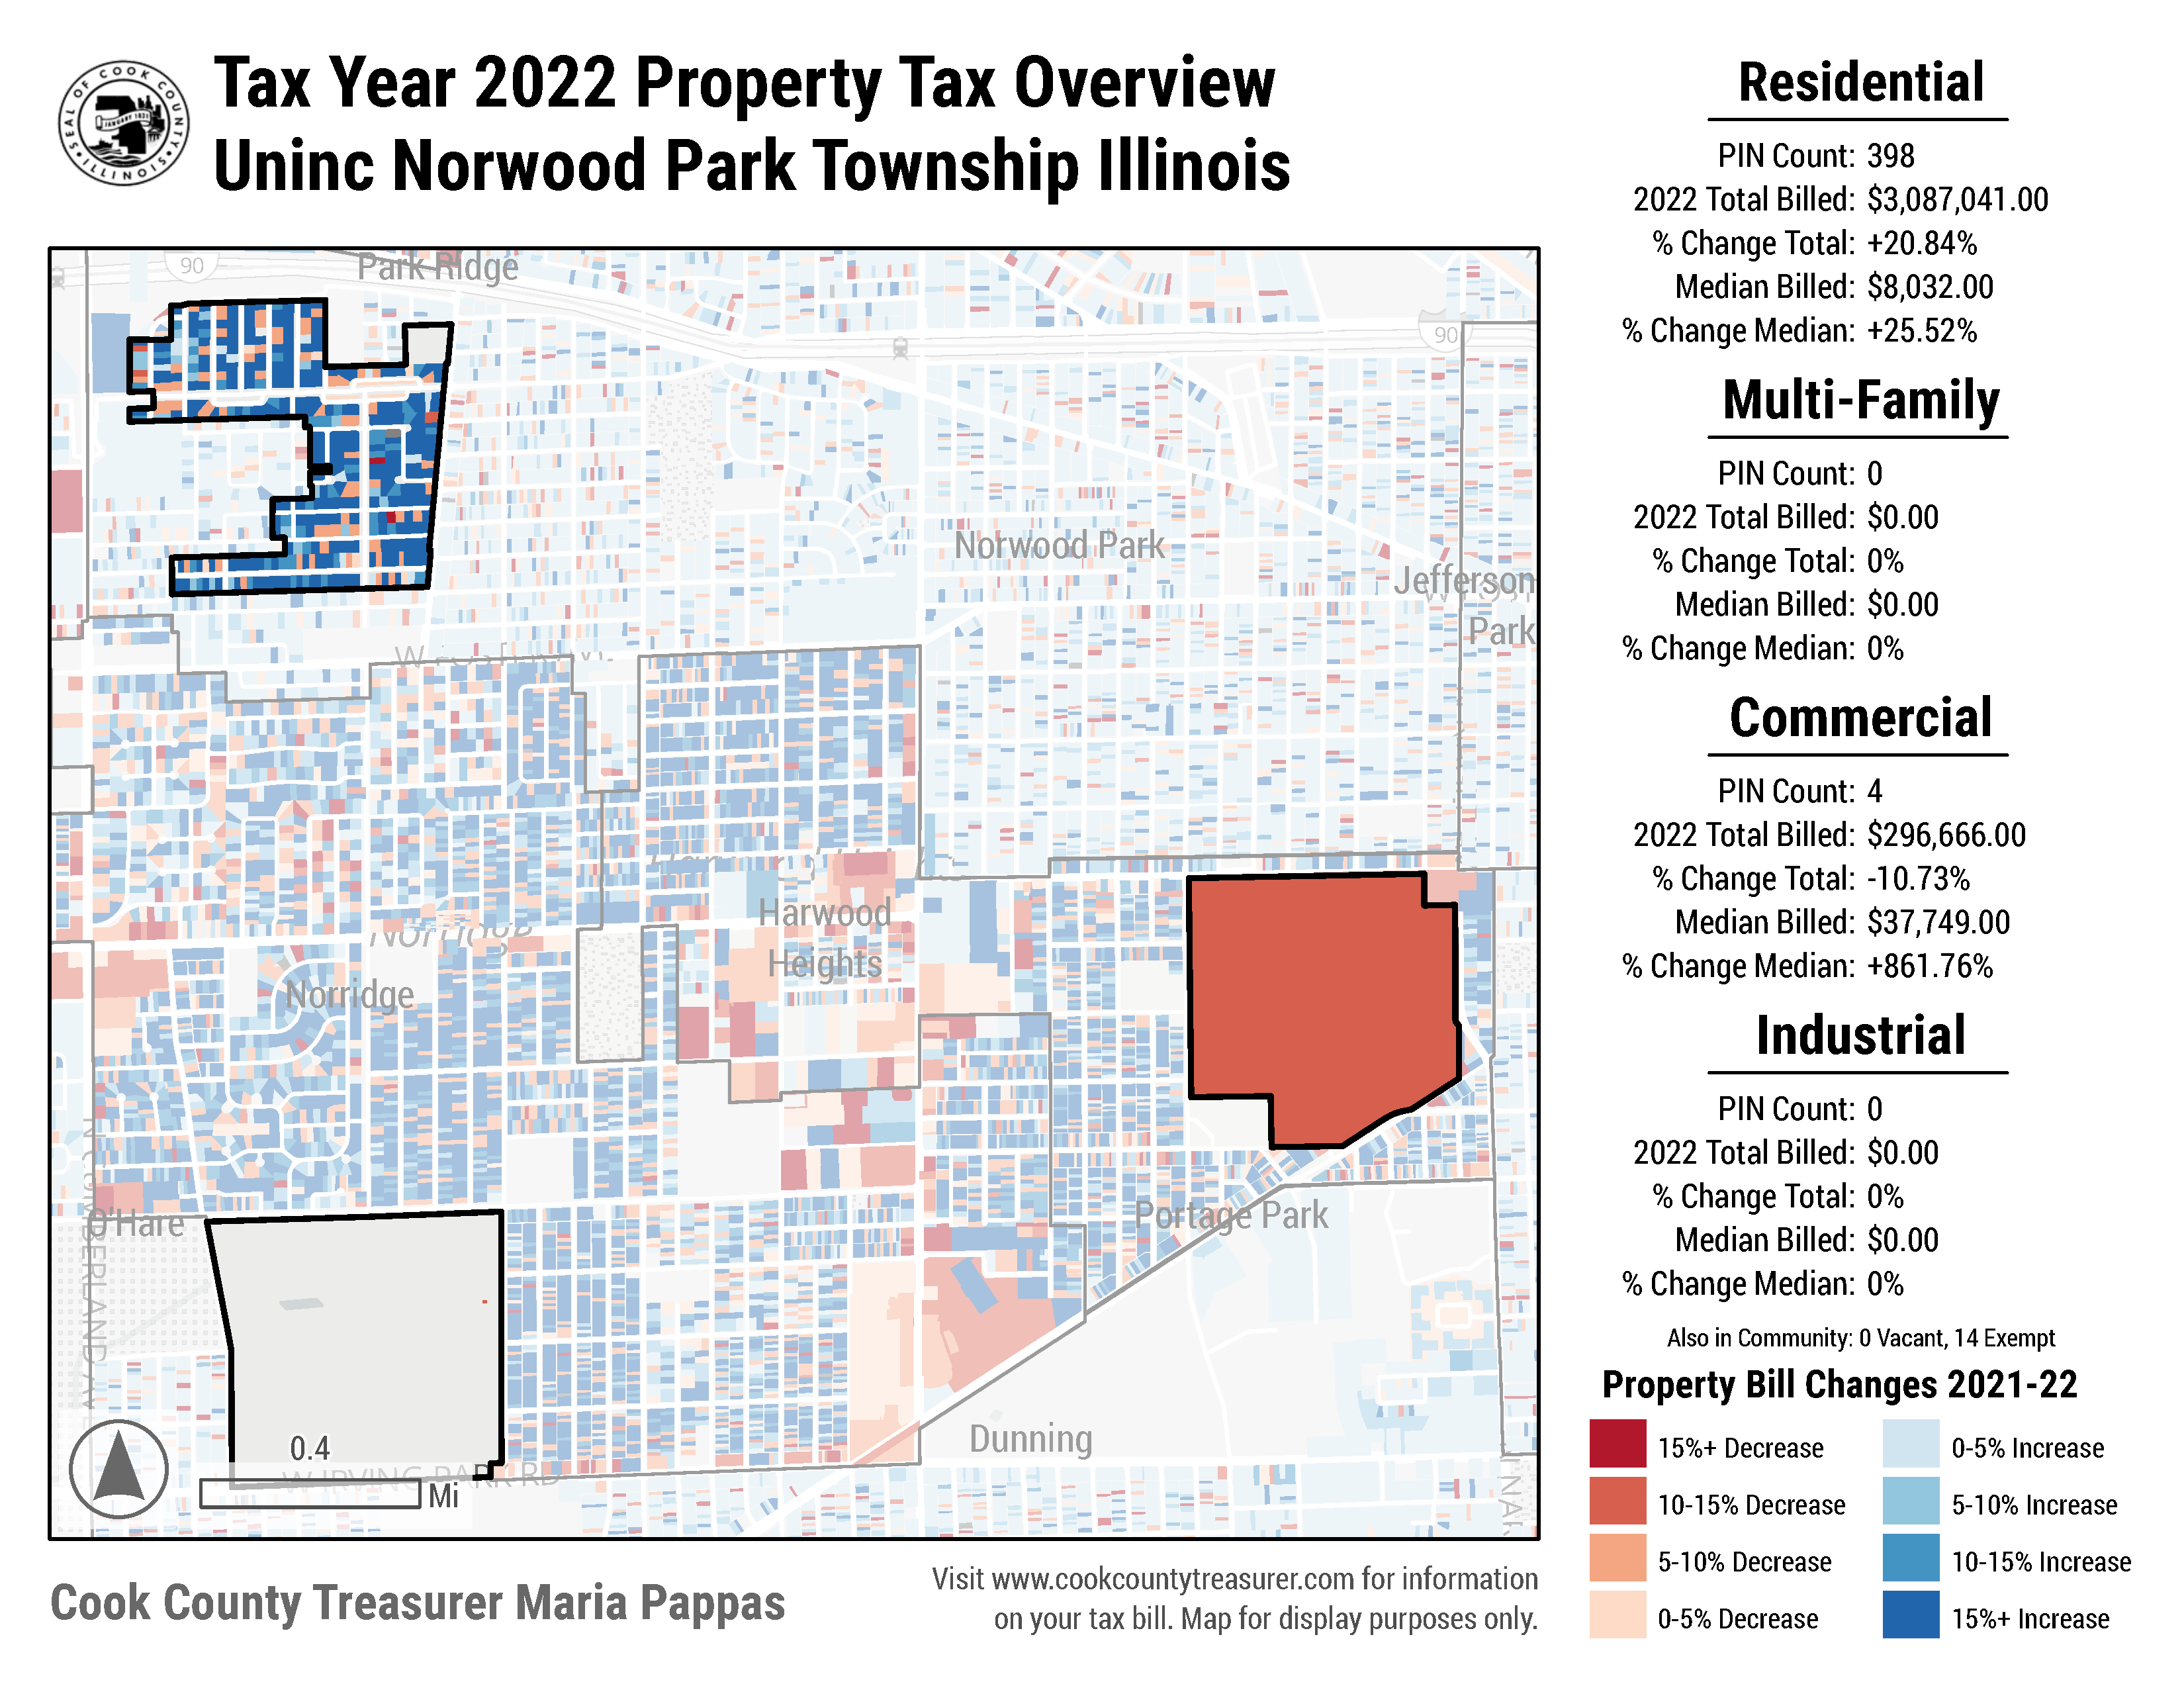 SEAL OF COOK COUNTY
ILLINOIS
JANUARY 1831
Tax Year 2022 Property Tax Overview
Uninc Norwood Park Township Illinois
90
Park Ridge
90
Norwood Park
Jefferson
Park
Harwood
Heights
Norridge
Norridge
O'Hare
Portage Park
Dunning
W IRVING PARK RD
0.4
Mi
Cook County Treasurer Maria Pappas
Visit www.cookcountytreasurer.com for information
on your tax bill. Map for display purposes only.
Residential
PIN Count: 398
2022 Total Billed: $3,087,041.00
% Change Total: +20.84%
Median Billed: $8,032.00
% Change Median: +25.52%
Multi-Family
PIN Count: 0
2022 Total Billed: $0.00
% Change Total: 0%
Median Billed: $0.00
% Change Median: 0%
Commercial
PIN Count: 4
2022 Total Billed: $296,666.00
% Change Total: -10.73%
Median Billed: $37,749.00
% Change Median: +861.76%
Industrial
PIN Count: 0
2022 Total Billed: $0.00
% Change Total: 0%
Median Billed: $0.00
% Change Median: 0%
Also in Community: 0 Vacant, 14 Exempt
Property Bill Changes 2021-22
15%+ Decrease
10-15% Decrease
5-10% Decrease
0-5% Decrease
0-5% Increase
5-10% Increase
10-15% Increase
15%+ Increase